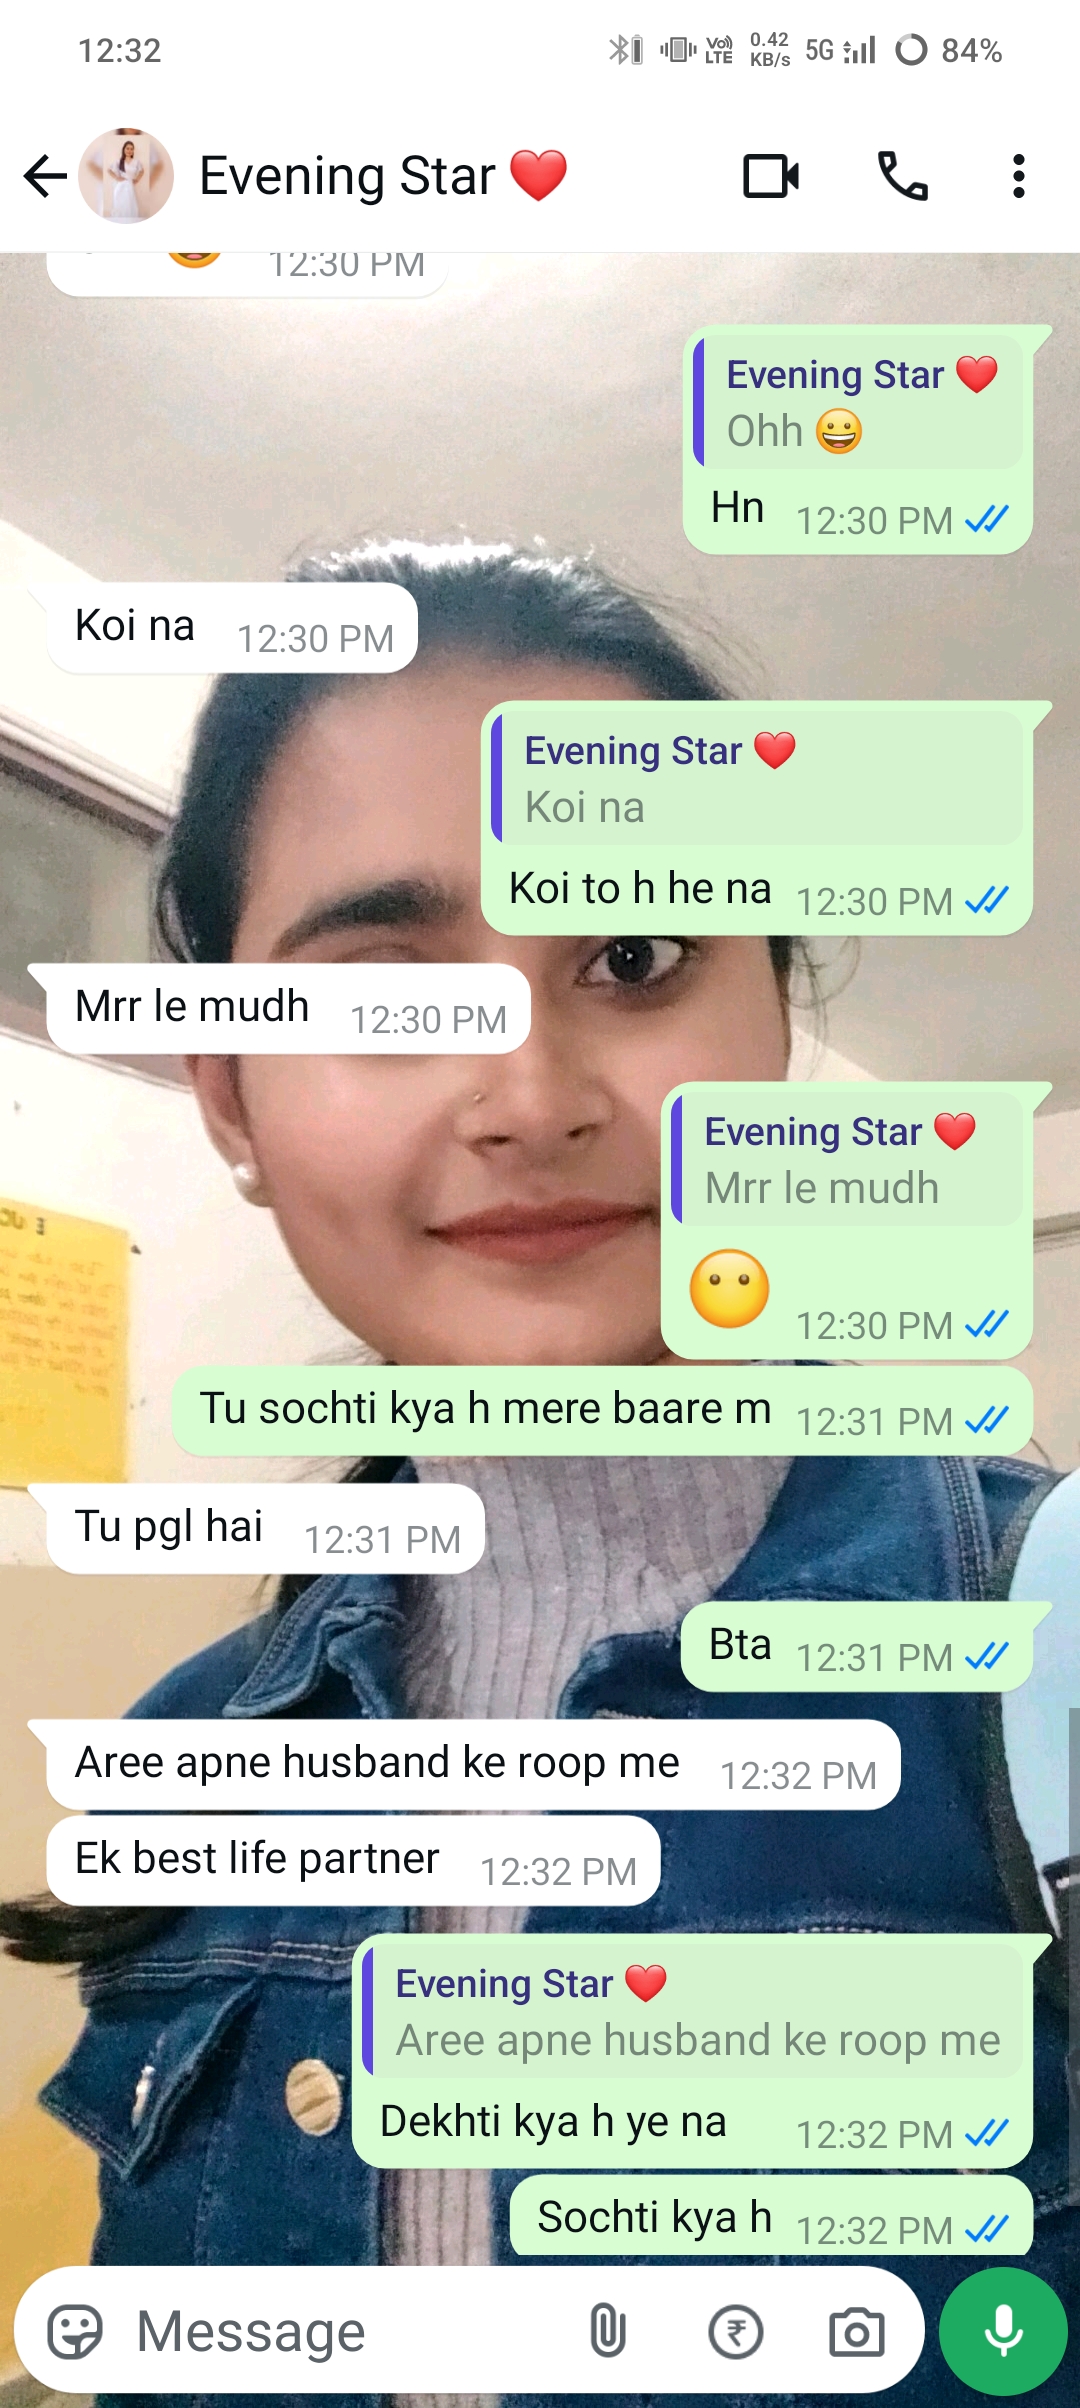 12:32
Vo))
LTE
0.42
KB/s
5G
84%
Evening Star ❤️
12:30 PM
Evening Star ❤️
Ohh 😀
Hn 12:30 PM
Koi na 12:30 PM
Evening Star ❤️
Koi na
Koi to h he na 12:30 PM
Mrr le mudh 12:30 PM
Evening Star ❤️
Mrr le mudh
😶 12:30 PM
Tu sochti kya h mere baare m 12:31 PM
Tu pgl hai 12:31 PM
Bta 12:31 PM
Aree apne husband ke roop me 12:32 PM
Ek best life partner 12:32 PM
Evening Star ❤️
Aree apne husband ke roop me
Dekhti kya h ye na 12:32 PM
Sochti kya h 12:32 PM
Message